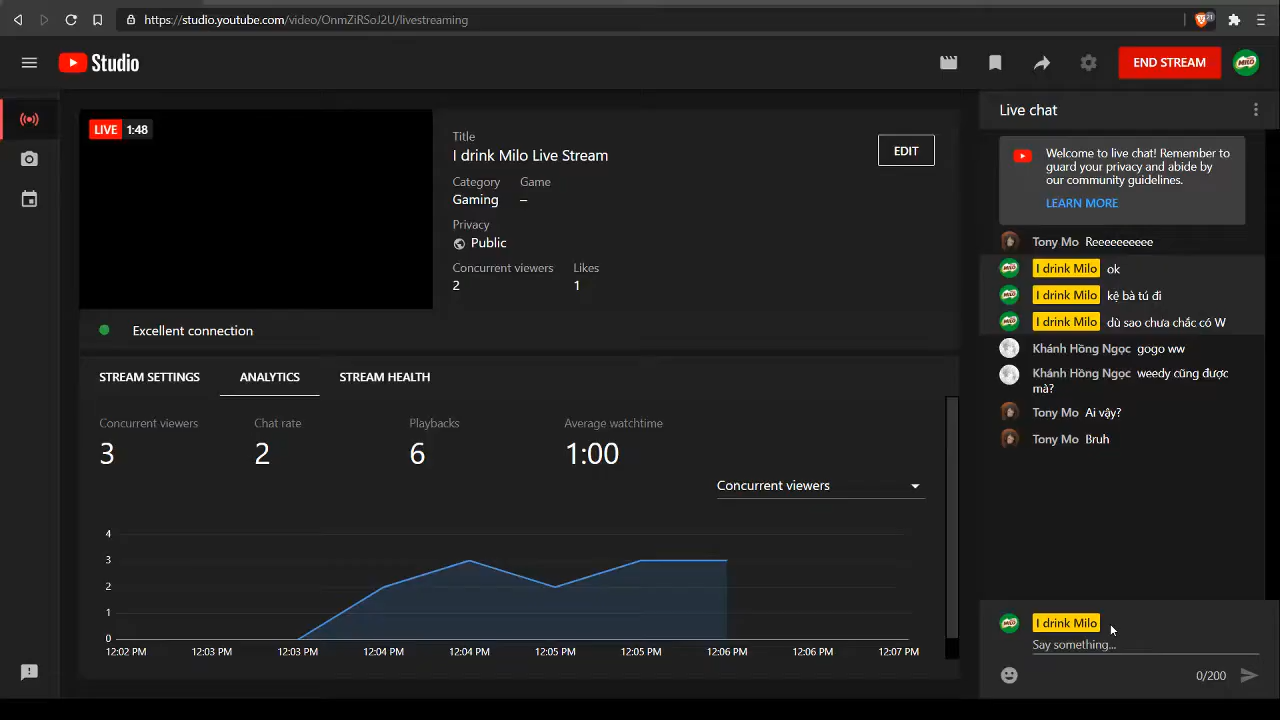 https://studio.youtube.com/video/OnmZiRSoJ2U/livestreaming
21
Studio
END STREAM
MILO
LIVE 1:48
Title
I drink Milo Live Stream
EDIT
Category Game
Gaming –
Privacy
Public
Concurrent viewers Likes
2 1
Excellent connection
STREAM SETTINGS ANALYTICS STREAM HEALTH
Concurrent viewers Chat rate Playbacks Average watchtime
3 2 6 1:00
Concurrent viewers
4
3
2
1
0
12:02 PM 12:03 PM 12:03 PM 12:04 PM 12:04 PM 12:05 PM 12:05 PM 12:06 PM 12:06 PM 12:07 PM
Live chat
Welcome to live chat! Remember to
guard your privacy and abide by
our community guidelines.
LEARN MORE
Tony Mo Reeeeeeeeee
MILO I drink Milo ok
MILO I drink Milo kệ bà tú đi
MILO I drink Milo dù sao chưa chắc có W
Khánh Hồng Ngọc gogo ww
Khánh Hồng Ngọc weedy cũng được
mà?
Tony Mo Ai vậy?
Tony Mo Bruh
MILO I drink Milo
Say something...
0/200